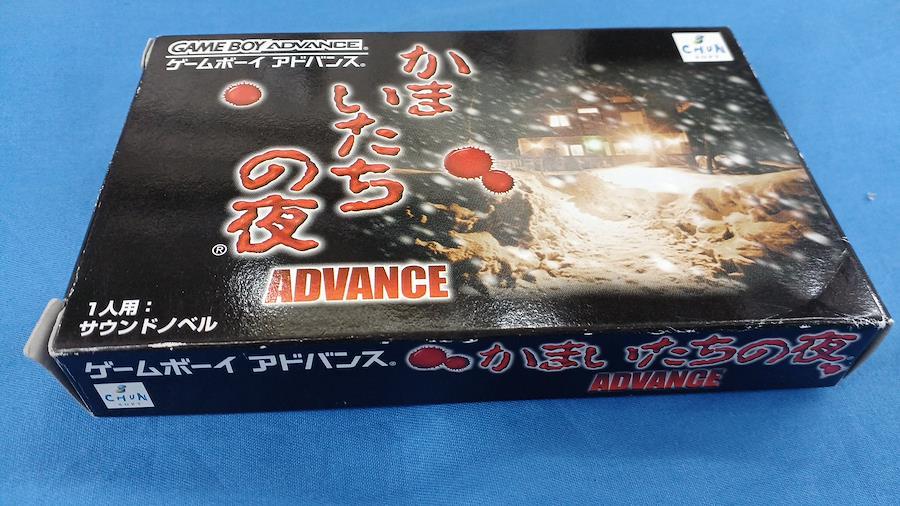 GAME BOY ADVANCE®
ゲームボーイ アドバンス®
かま
いたち
の夜®
ADVANCE
1人用：
サウンドノベル
CHUN
SOFT
ゲームボーイ アドバンス®
かまいたちの夜®
ADVANCE
CHUN
SOFT